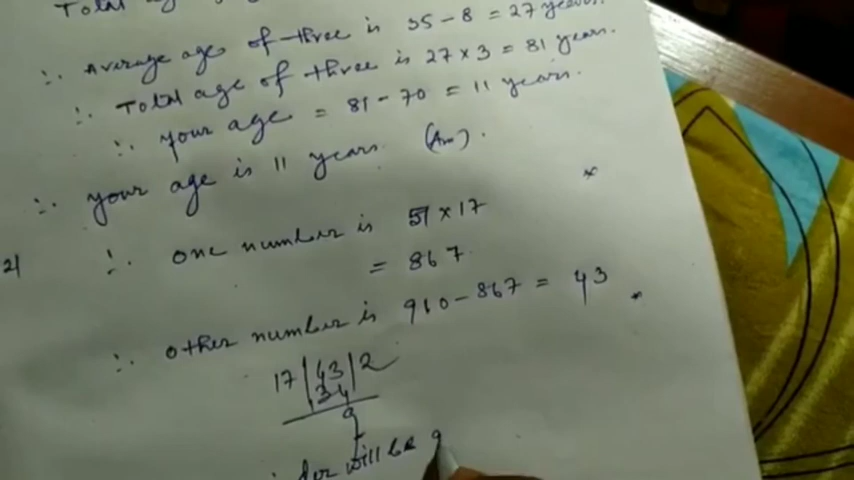 Total
∴ Average age of three is 35 - 8 = 27 years.
∴ Total age of three is 27 × 3 = 81 years.
∴ your age = 81 - 70 = 11 years.
∴ your age is 11 years (Ans).
2) ∴ one number is 51 × 17
= 867
∴ other number is 910 - 867 = 43
17 | 43 | 2
34
9
will be 9